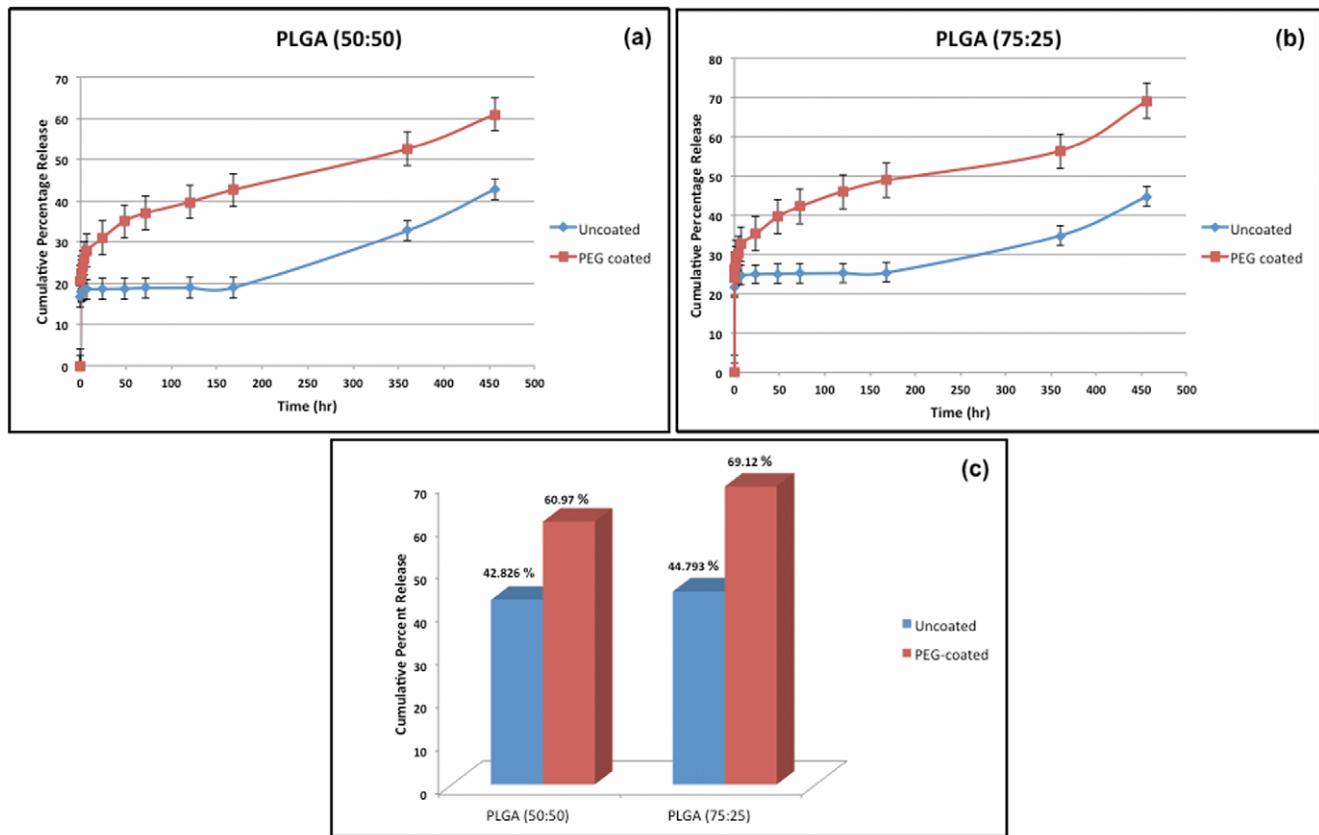 PLGA (50:50)
(a)
Cumulative Percentage Release
70
60
50
40
30
20
10
0
0 50 100 150 200 250 300 350 400 450 500
Time (hr)
Uncoated
PEG coated
PLGA (75:25)
(b)
Cumulative Percentage Release
80
70
60
50
40
30
20
10
0
0 50 100 150 200 250 300 350 400 450 500
Time (hr)
Uncoated
PEG coated
(c)
Cumulative Percent Release
70
60
50
40
30
20
10
0
42.826 %
60.97 %
44.793 %
69.12 %
PLGA (50:50) PLGA (75:25)
Uncoated
PEG-coated